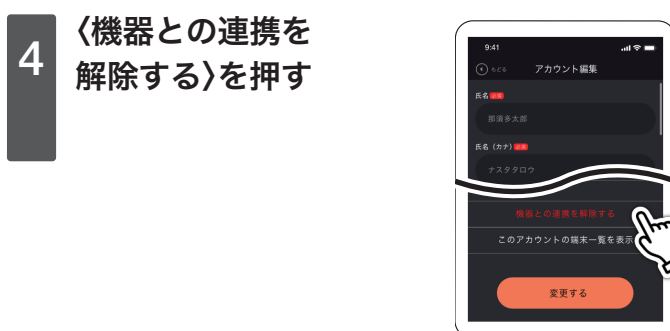 4
〈機器との連携を
解除する〉を押す
9:41
もどる アカウント編集
氏名 必須
那須多太郎
氏名（カナ） 必須
ナスタタロウ
機器との連携を解除する
このアカウントの端末一覧を表示
変更する